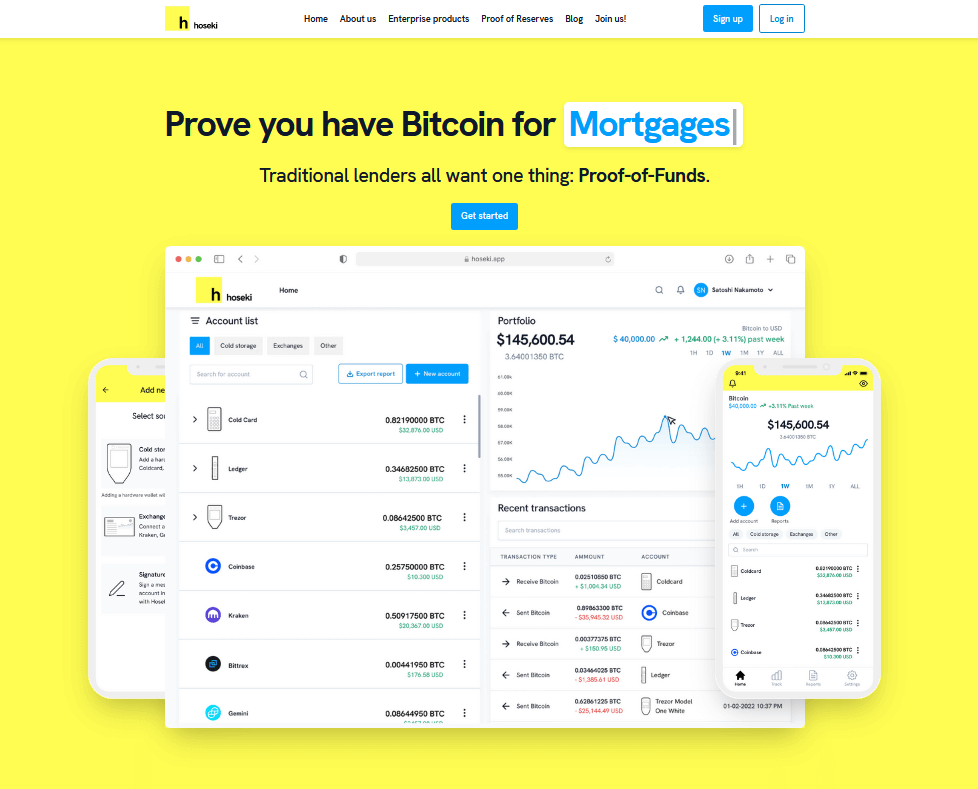 h hoseki
Home About us Enterprise products Proof of Reserves Blog Join us!
Sign up Log in
Prove you have Bitcoin for Mortgages
Traditional lenders all want one thing: Proof-of-Funds.
Get started
hoseki.app
h hoseki
Home
SN Satoshi Nakamoto
Account list
All Cold storage Exchanges Other
Search for account
Export report + New account
Cold Card 0.82190000 BTC
$32,876.00 USD
Ledger 0.34682500 BTC
$13,873.00 USD
Trezor 0.08642500 BTC
$3,457.00 USD
Coinbase 0.25750000 BTC
$10.300 USD
Kraken 0.50917500 BTC
$20,367.00 USD
Bittrex 0.00441950 BTC
$176.58 USD
Gemini 0.08644950 BTC
Portfolio
Bitcoin to USD
$145,600.54 $ 40,000.00 + 1,244.00 (+ 3.11%) past week
3.64001350 BTC
1H 1D 1W 1M 1Y ALL
$9.00K
$8.00K
$7.00K
$6.00K
$5.00K
Recent transactions
Search transactions
TRANSACTION TYPE AMMOUNT ACCOUNT
Receive Bitcoin 0.02510850 BTC Coldcard
+ $1,004.34 USD
Sent Bitcoin 0.89863300 BTC Coinbase
- $35,945.32 USD
Receive Bitcoin 0.00377375 BTC Trezor
+ $150.95 USD
Sent Bitcoin 0.03464025 BTC Ledger
- $1,385.61 USD
Sent Bitcoin 0.62861225 BTC Trezor Model One White 01-02-2022 10:37 PM
- $25,144.49 USD
Add ne
Select sou
Cold stor
Add a hard
Coldcard,
Adding a hardware wallet wil
Exchange
Connect a
Kraken, Ge
Signature
Sign a mes
account in
with Hosel
9:41
Bitcoin
$40,000.00 +3.11% Past week
$145,600.54
3.64001350 BTC
1H 1D 1W 1M 1Y ALL
+
Add account Reports
All Cold storage Exchanges Other
Search
Coldcard 0.82190000 BTC
$32,876.00 USD
Ledger 0.34682500 BTC
$13,873.00 USD
Trezor 0.08642500 BTC
$3,457.00 USD
Coinbase 0.08642500 BTC
$10.300 USD
Home Track Reports Settings